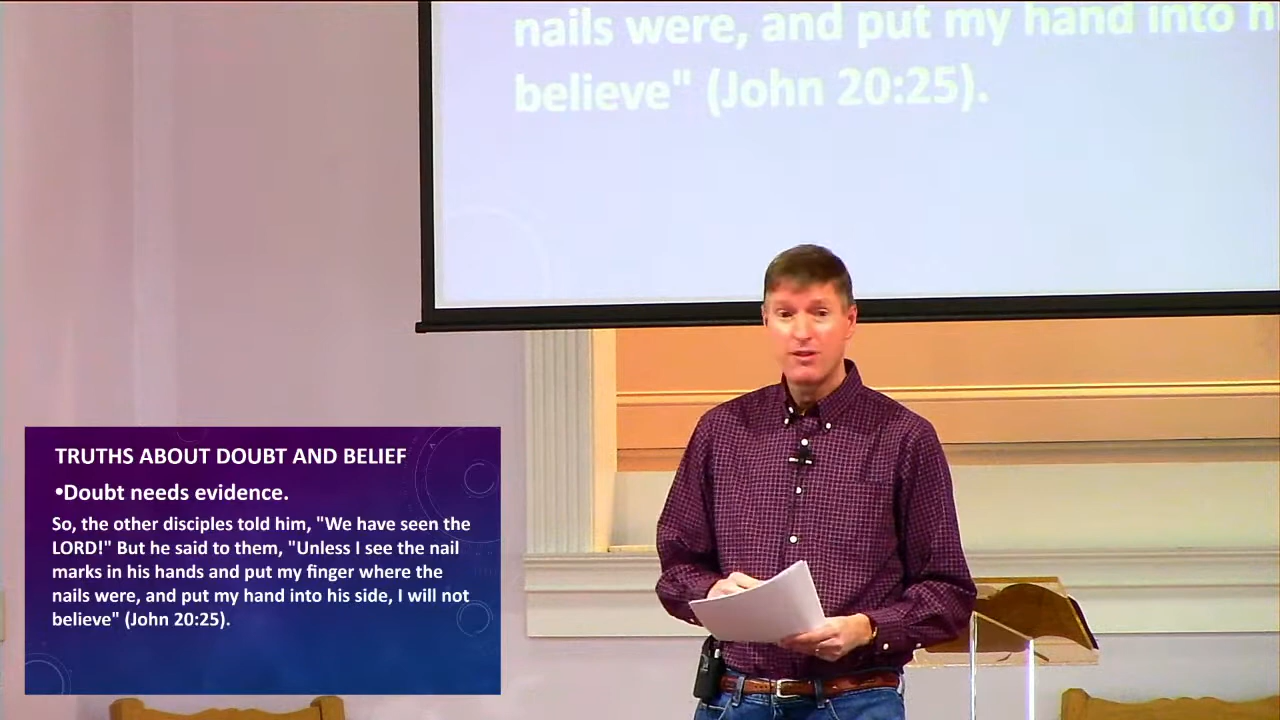 nails were, and put my hand into h
believe" (John 20:25).
TRUTHS ABOUT DOUBT AND BELIEF
•Doubt needs evidence.
So, the other disciples told him, "We have seen the
LORD!" But he said to them, "Unless I see the nail
marks in his hands and put my finger where the
nails were, and put my hand into his side, I will not
believe" (John 20:25).